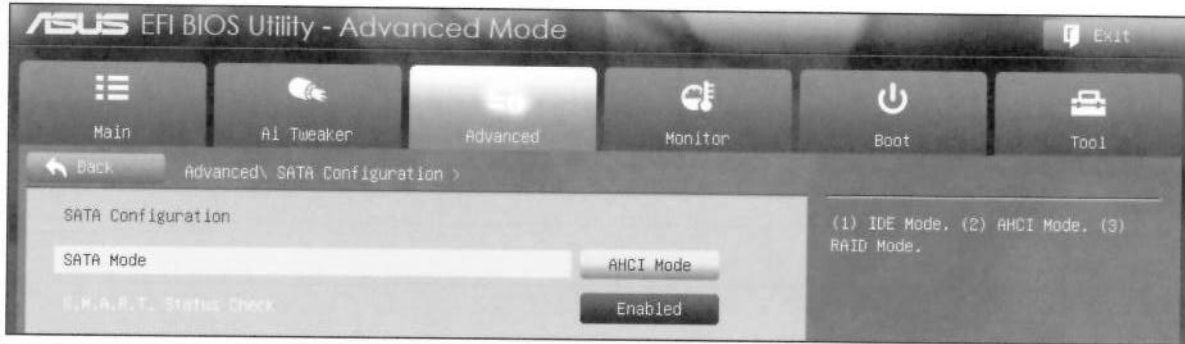 ASUS EFI BIOS Utility - Advanced Mode
Exit
Main
Ai Tweaker
Advanced
Monitor
Boot
Tool
Back
Advanced\ SATA Configuration >
SATA Configuration
(1) IDE Mode. (2) AHCI Mode. (3)
RAID Mode.
SATA Mode
AHCI Mode
S.M.A.R.T. Status Check
Enabled